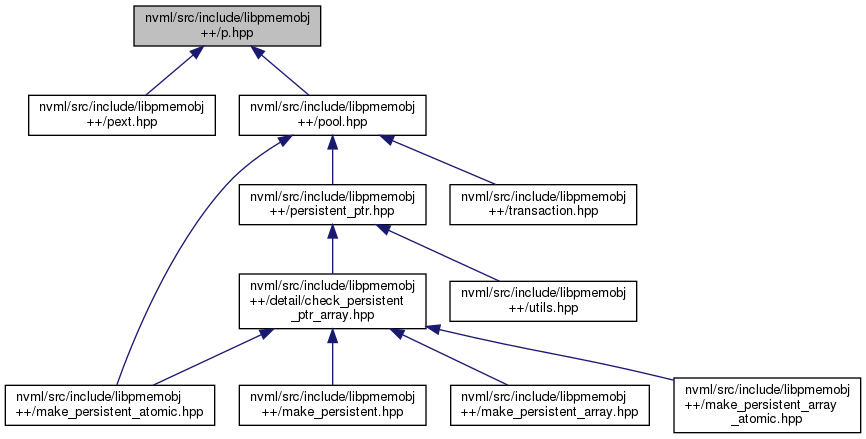 nvml/src/include/libpmemobj
++/p.hpp
nvml/src/include/libpmemobj
++/pext.hpp
nvml/src/include/libpmemobj
++/pool.hpp
nvml/src/include/libpmemobj
++/persistent_ptr.hpp
nvml/src/include/libpmemobj
++/transaction.hpp
nvml/src/include/libpmemobj
++/detail/check_persistent
_ptr_array.hpp
nvml/src/include/libpmemobj
++/utils.hpp
nvml/src/include/libpmemobj
++/make_persistent_atomic.hpp
nvml/src/include/libpmemobj
++/make_persistent.hpp
nvml/src/include/libpmemobj
++/make_persistent_array.hpp
nvml/src/include/libpmemobj
++/make_persistent_array
_atomic.hpp